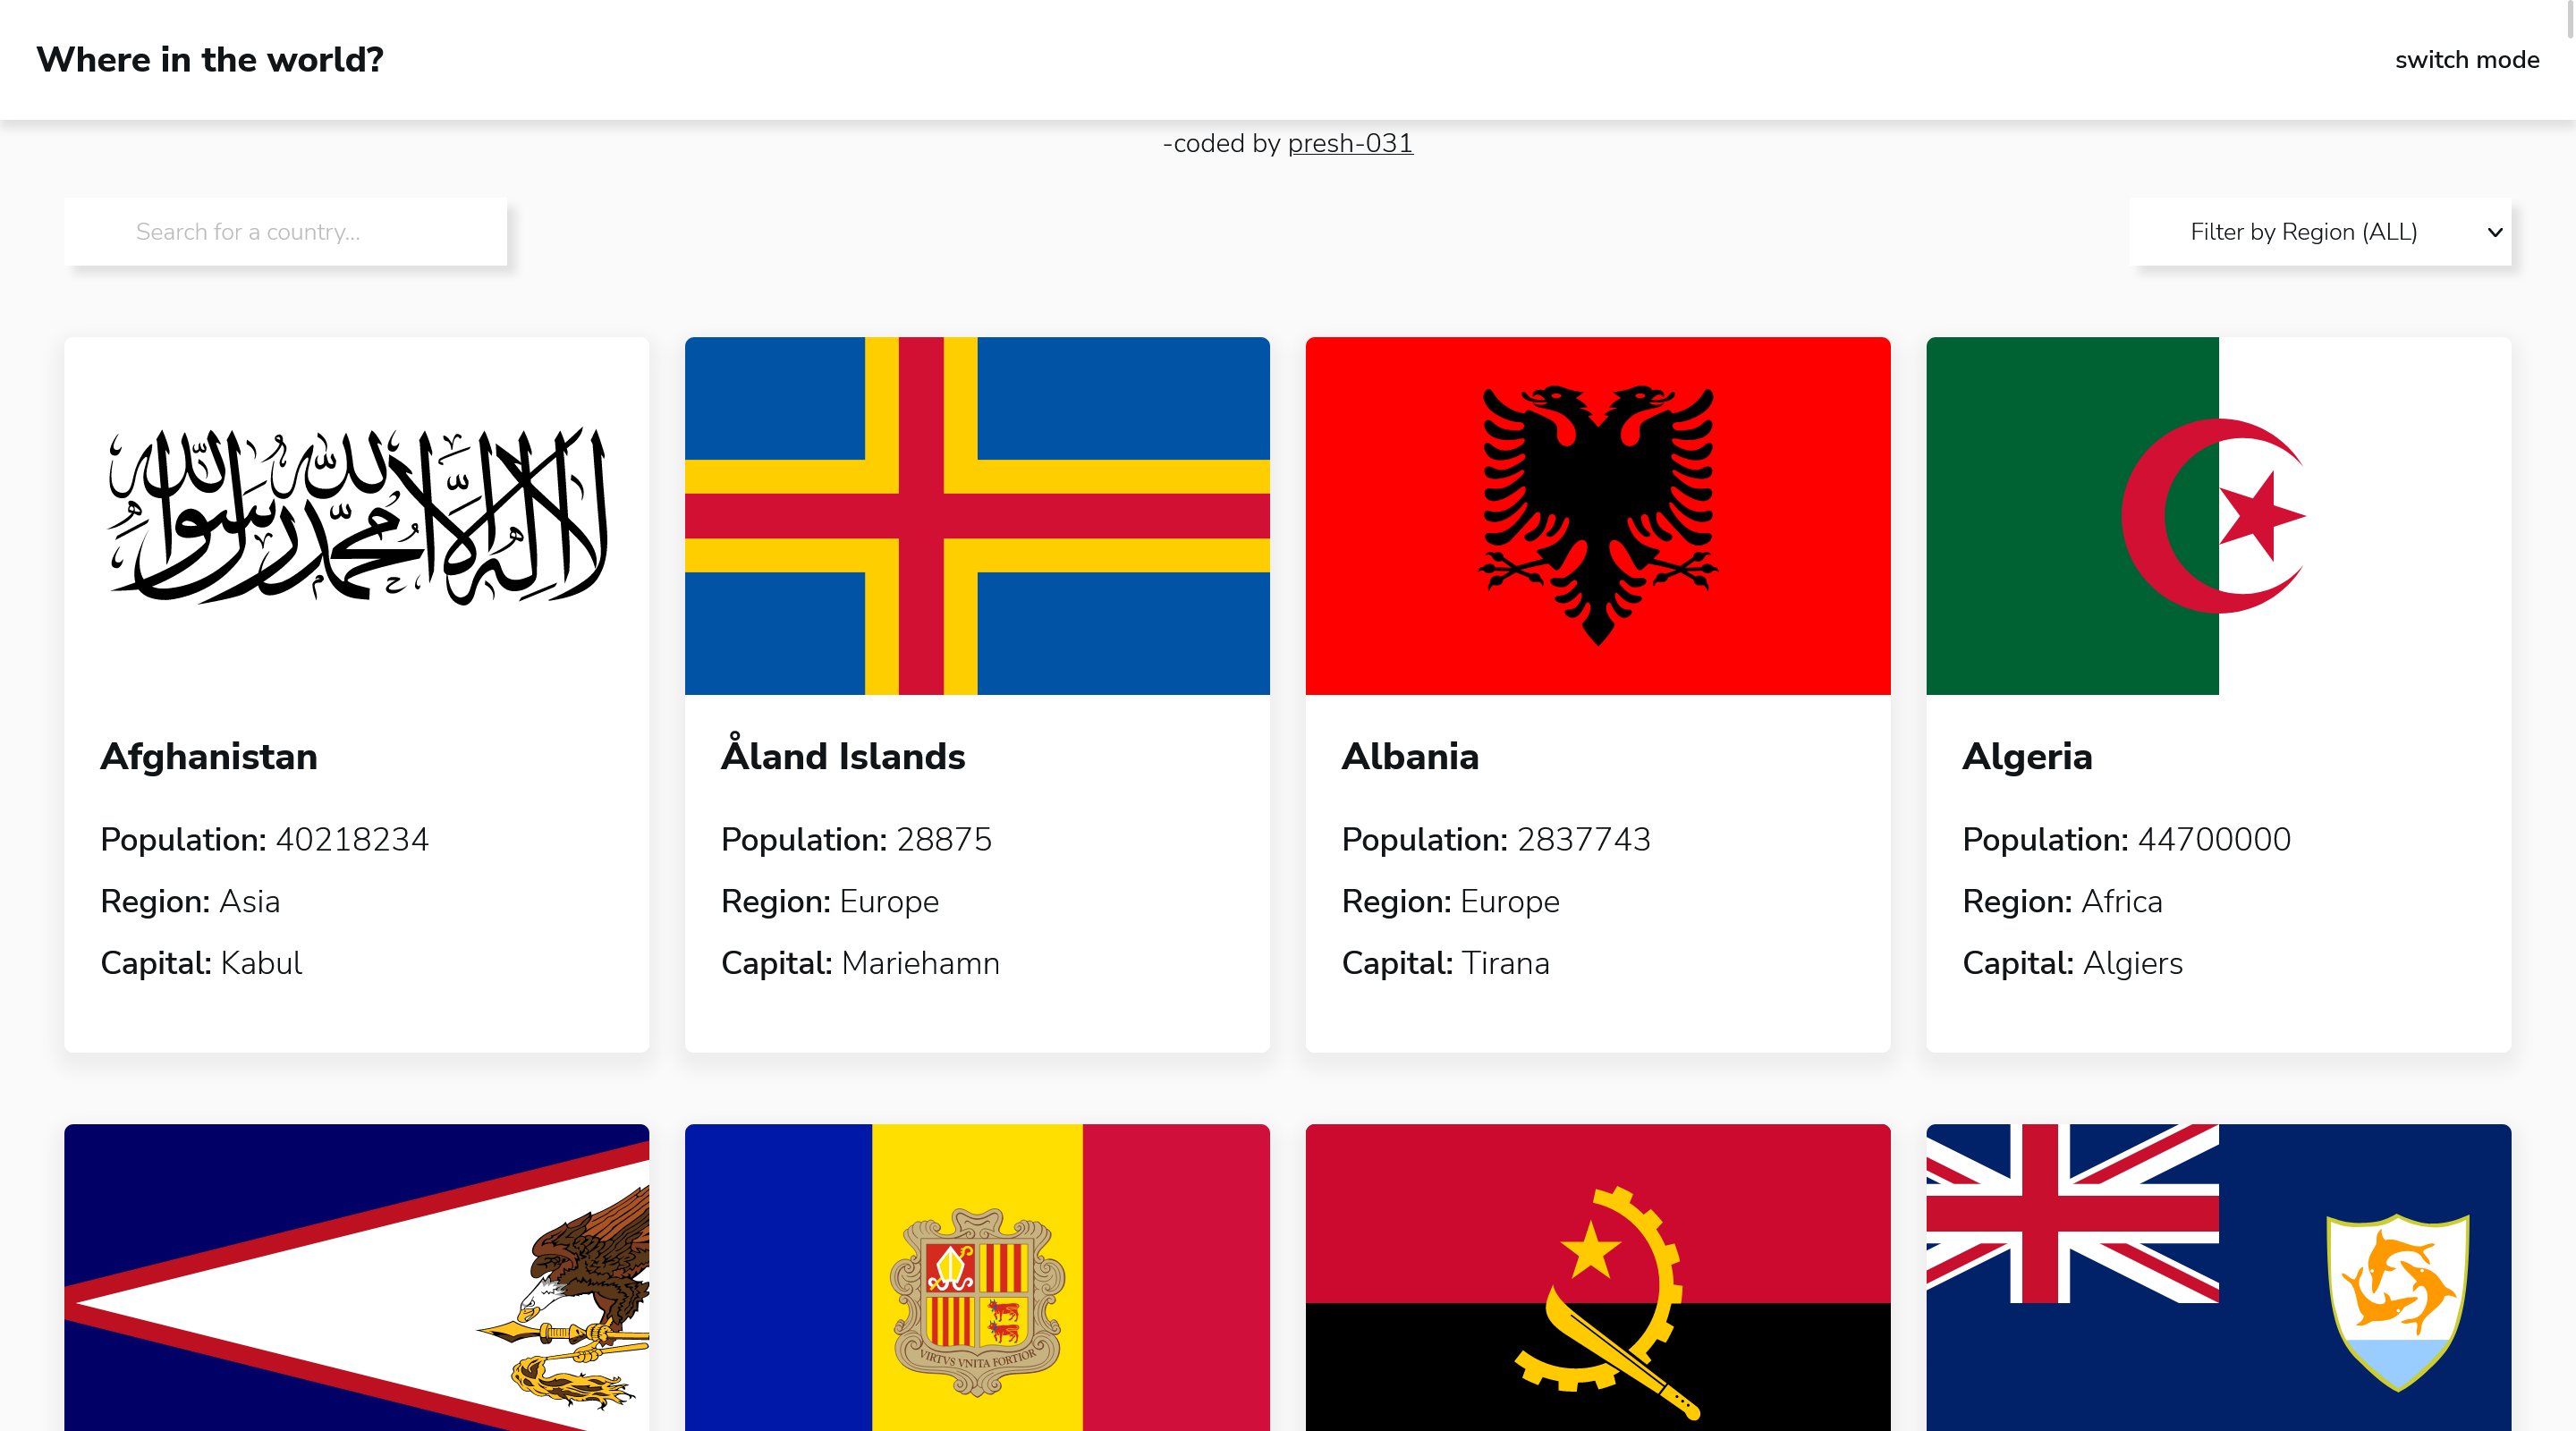 Where in the world?
switch mode
-coded by presh-031
Search for a country...
Filter by Region (ALL)
لا إله إلا الله محمد رسول الله
Afghanistan
Population: 40218234
Region: Asia
Capital: Kabul
Åland Islands
Population: 28875
Region: Europe
Capital: Mariehamn
Albania
Population: 2837743
Region: Europe
Capital: Tirana
Algeria
Population: 44700000
Region: Africa
Capital: Algiers
VIRTVS VNITA FORTIOR